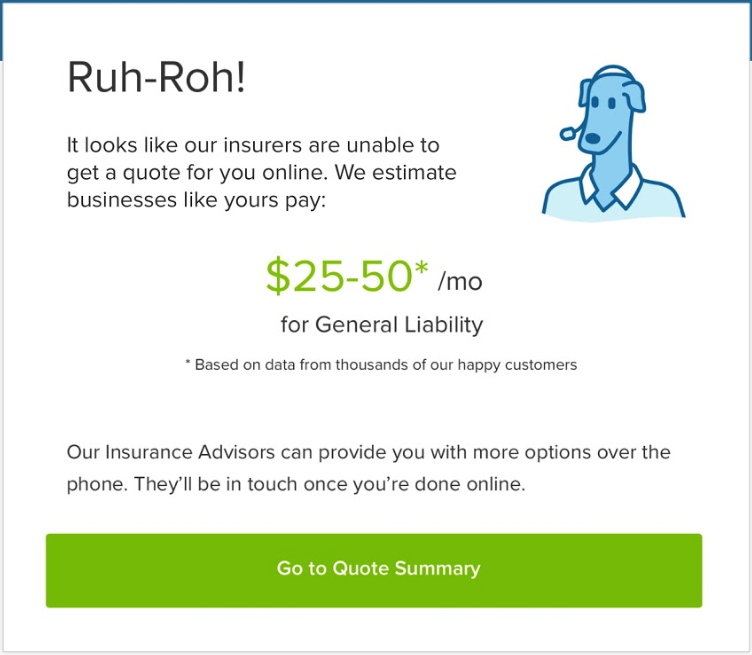 Ruh-Roh!
It looks like our insurers are unable to
get a quote for you online. We estimate
businesses like yours pay:
$25-50* /mo
for General Liability
* Based on data from thousands of our happy customers
Our Insurance Advisors can provide you with more options over the
phone. They’ll be in touch once you’re done online.
Go to Quote Summary